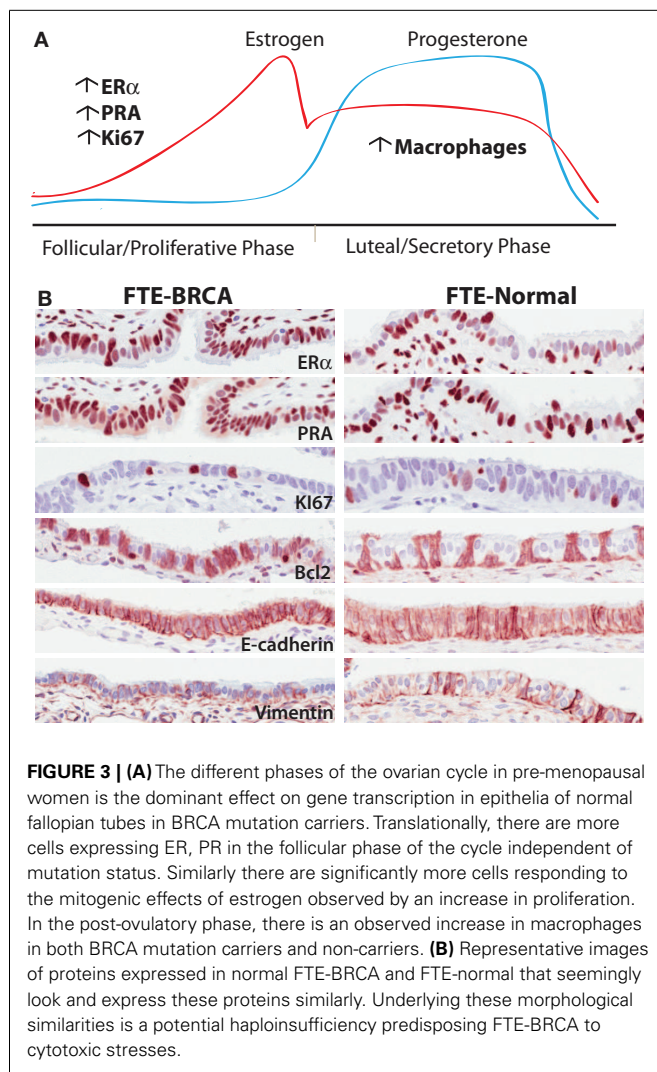 A
Estrogen
Progesterone
↑ERα
↑PRA
↑Ki67
↑Macrophages
Follicular/Proliferative Phase
Luteal/Secretory Phase
B
FTE-BRCA
FTE-Normal
ERα
PRA
KI67
Bcl2
E-cadherin
Vimentin
FIGURE 3 | (A) The different phases of the ovarian cycle in pre-menopausal
women is the dominant effect on gene transcription in epithelia of normal
fallopian tubes in BRCA mutation carriers. Translationally, there are more
cells expressing ER, PR in the follicular phase of the cycle independent of
mutation status. Similarly there are significantly more cells responding to
the mitogenic effects of estrogen observed by an increase in proliferation.
In the post-ovulatory phase, there is an observed increase in macrophages
in both BRCA mutation carriers and non-carriers. (B) Representative images
of proteins expressed in normal FTE-BRCA and FTE-normal that seemingly
look and express these proteins similarly. Underlying these morphological
similarities is a potential haploinsufficiency predisposing FTE-BRCA to
cytotoxic stresses.